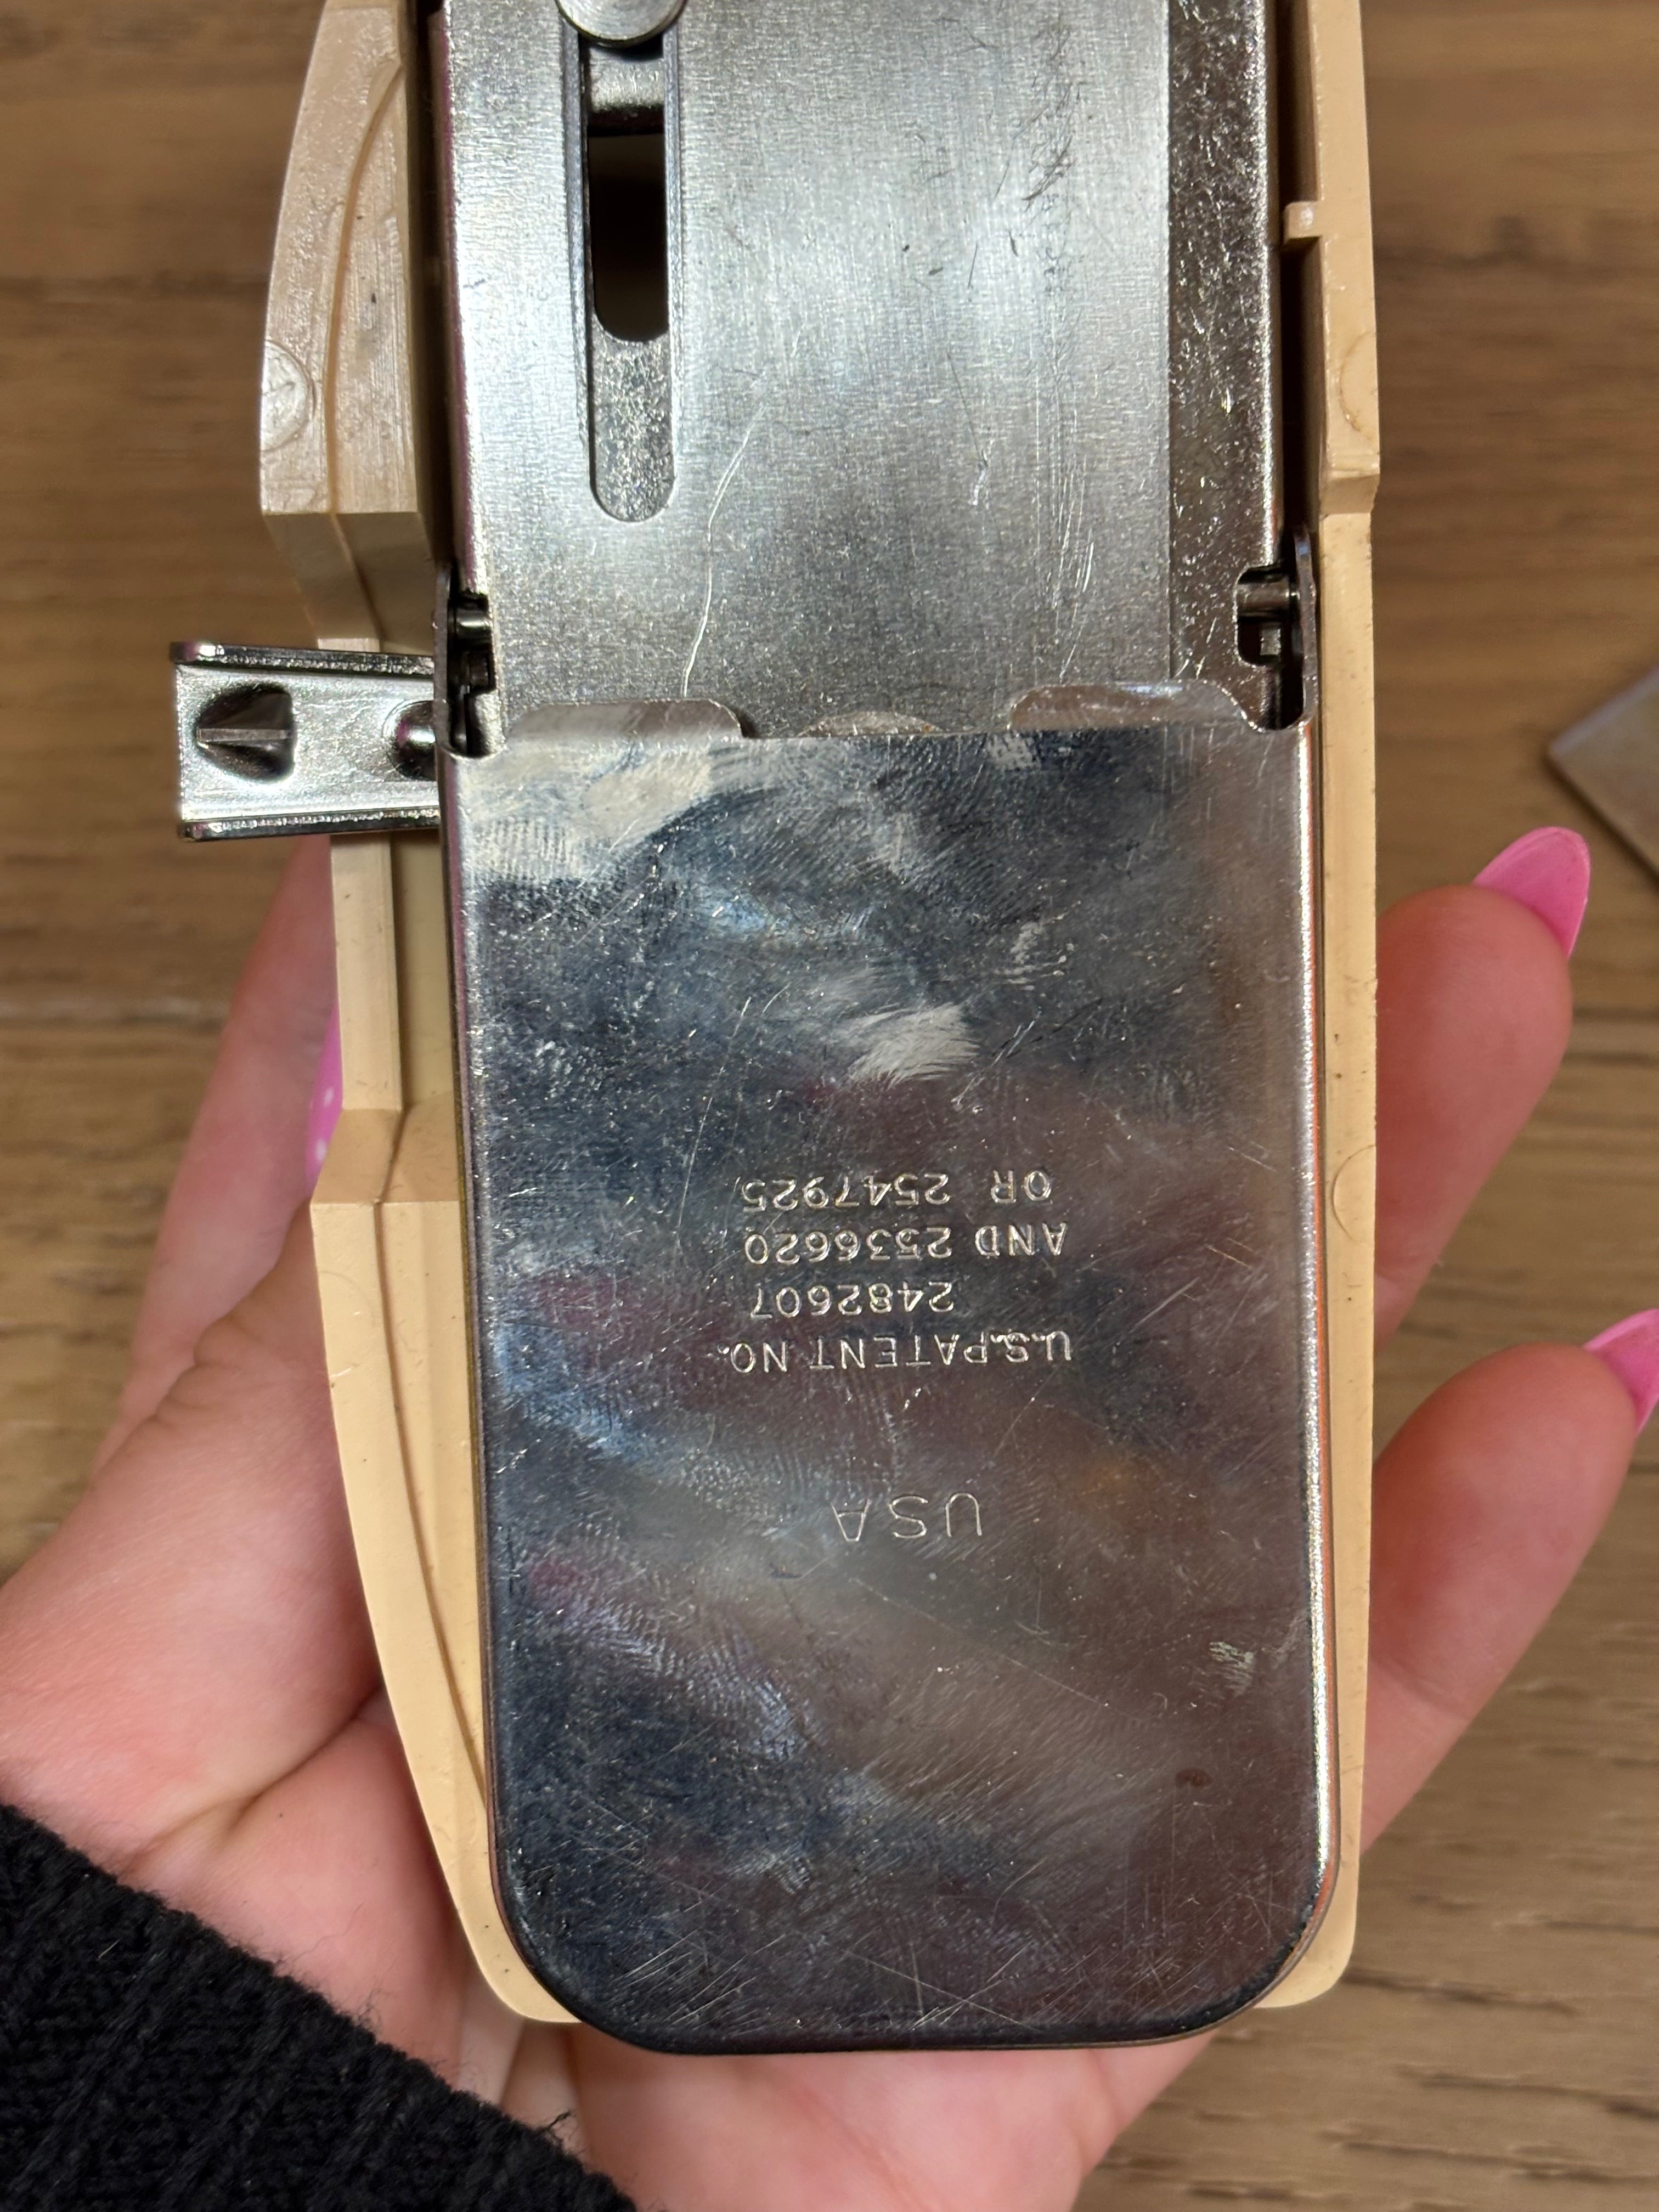 USA
U.S.PATENT NO.
2482607
AND 2536620
OR 2547925